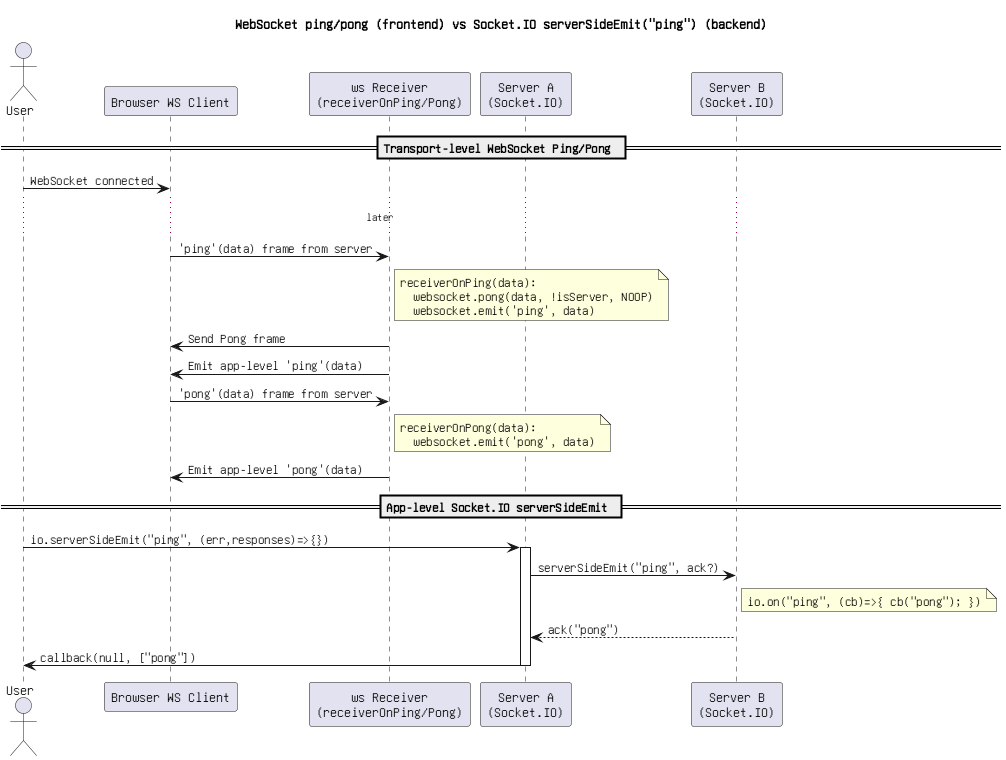 WebSocket ping/pong (frontend) vs Socket.IO serverSideEmit("ping") (backend)
User
Browser WS Client
ws Receiver
(receiverOnPing/Pong)
Server A
(Socket.IO)
Server B
(Socket.IO)
Transport-level WebSocket Ping/Pong
WebSocket connected
later
'ping'(data) frame from server
receiverOnPing(data):
websocket.pong(data, !isServer, NOOP)
websocket.emit('ping', data)
Send Pong frame
Emit app-level 'ping'(data)
'pong'(data) frame from server
receiverOnPong(data):
websocket.emit('pong', data)
Emit app-level 'pong'(data)
App-level Socket.IO serverSideEmit
io.serverSideEmit("ping", (err,responses)=>{})
serverSideEmit("ping", ack?)
io.on("ping", (cb)=>{ cb("pong"); })
ack("pong")
callback(null, ["pong"])
User
Browser WS Client
ws Receiver
(receiverOnPing/Pong)
Server A
(Socket.IO)
Server B
(Socket.IO)